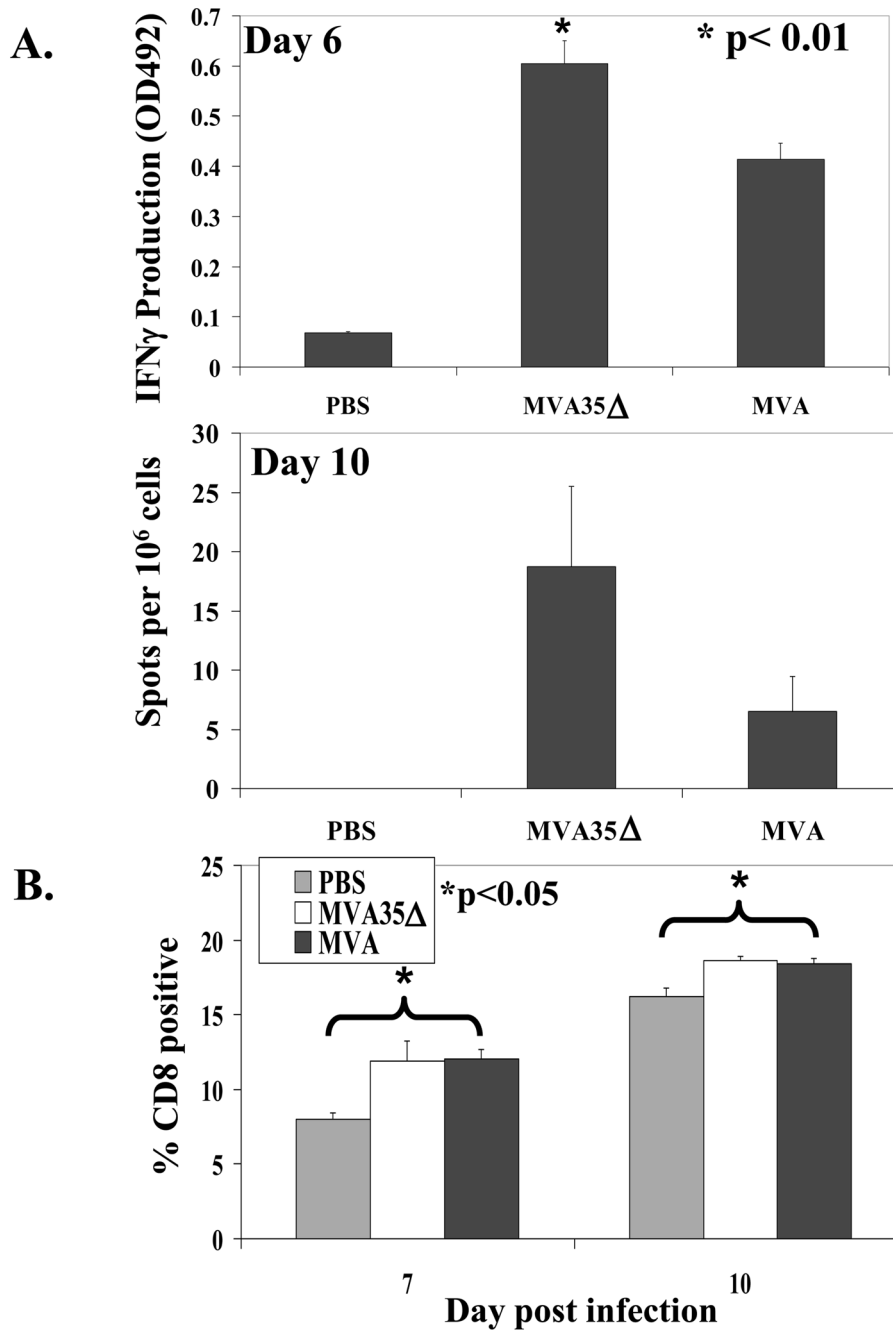 A.
Day 6
*
* p< 0.01
IFNγ Production (OD492)
0.7
0.6
0.5
0.4
0.3
0.2
0.1
0
PBS MVA35Δ MVA
Day 10
Spots per 10⁶ cells
30
25
20
15
10
5
0
PBS MVA35Δ MVA
B.
PBS
MVA35Δ
MVA
*p<0.05
*
*
% CD8 positive
25
20
15
10
5
0
7 10
Day post infection